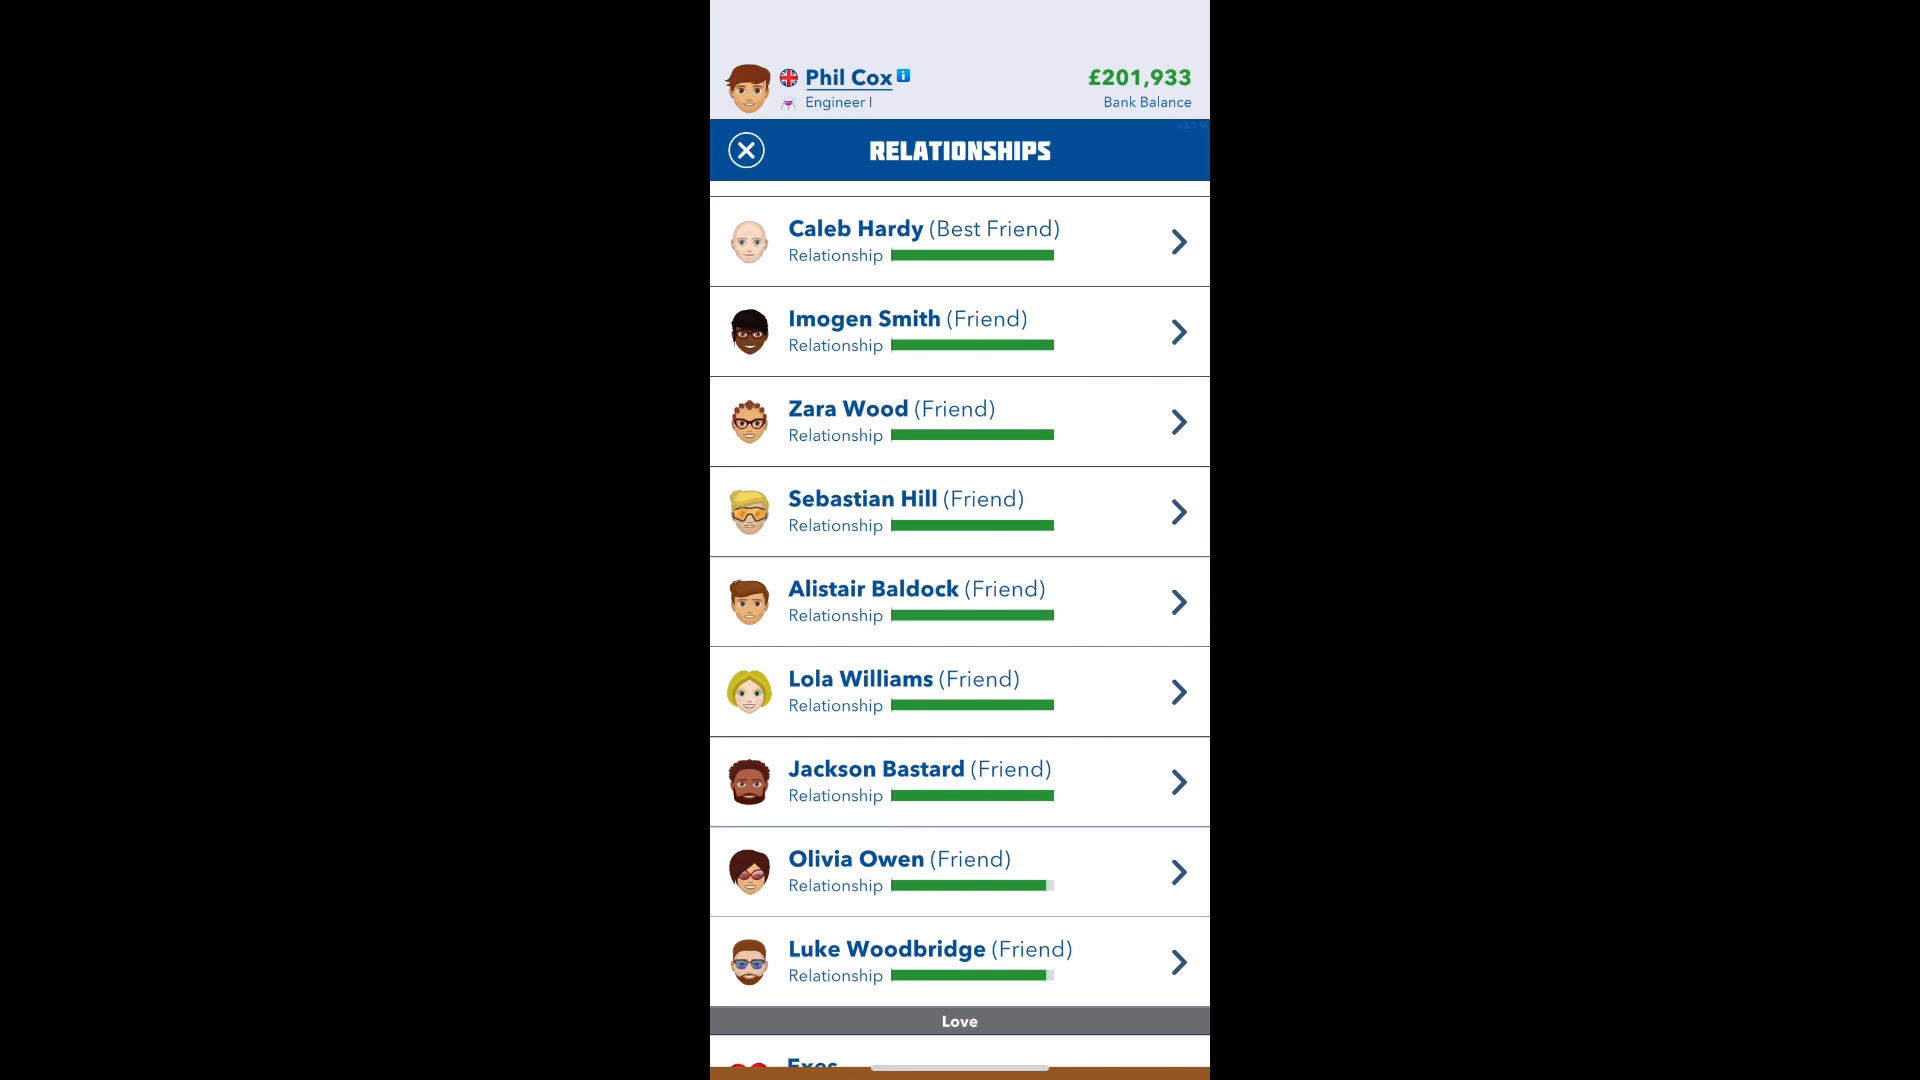 Phil Cox
£201,933
Engineer I
Bank Balance
RELATIONSHIPS
Caleb Hardy (Best Friend)
Relationship
Imogen Smith (Friend)
Relationship
Zara Wood (Friend)
Relationship
Sebastian Hill (Friend)
Relationship
Alistair Baldock (Friend)
Relationship
Lola Williams (Friend)
Relationship
Jackson Bastard (Friend)
Relationship
Olivia Owen (Friend)
Relationship
Luke Woodbridge (Friend)
Relationship
Love
Exes